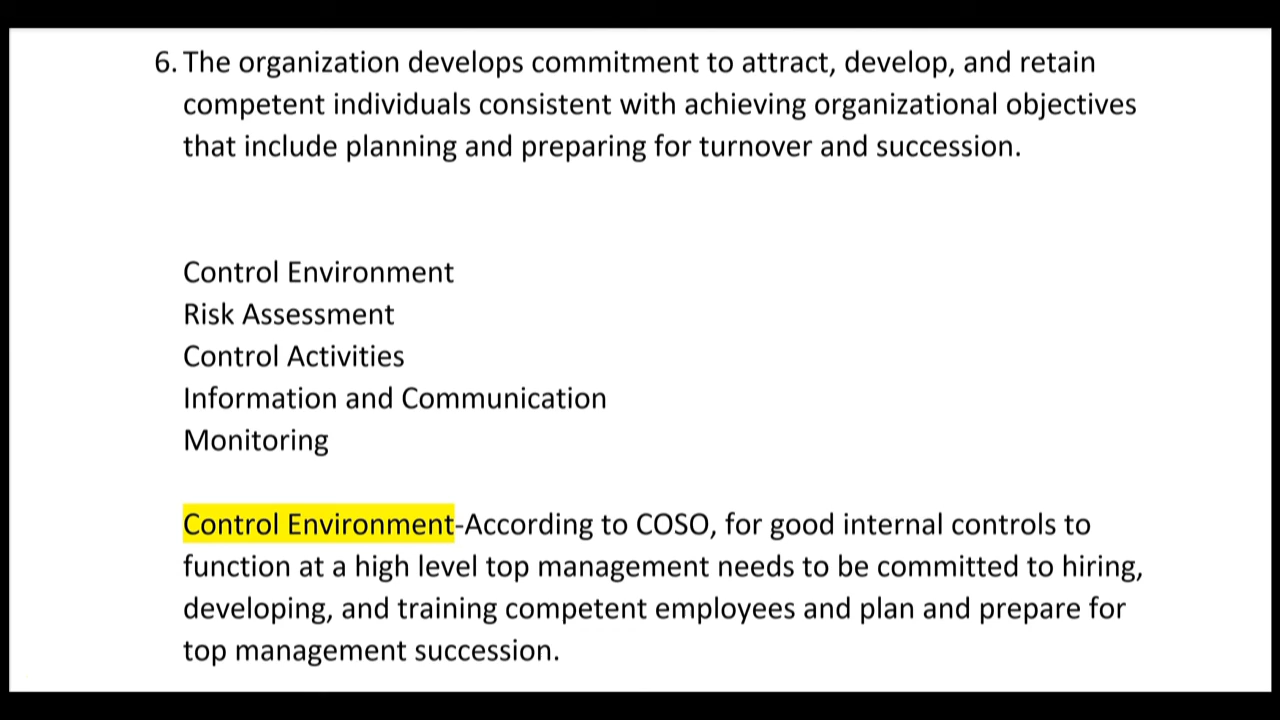 6. The organization develops commitment to attract, develop, and retain
competent individuals consistent with achieving organizational objectives
that include planning and preparing for turnover and succession.
Control Environment
Risk Assessment
Control Activities
Information and Communication
Monitoring
Control Environment-According to COSO, for good internal controls to
function at a high level top management needs to be committed to hiring,
developing, and training competent employees and plan and prepare for
top management succession.